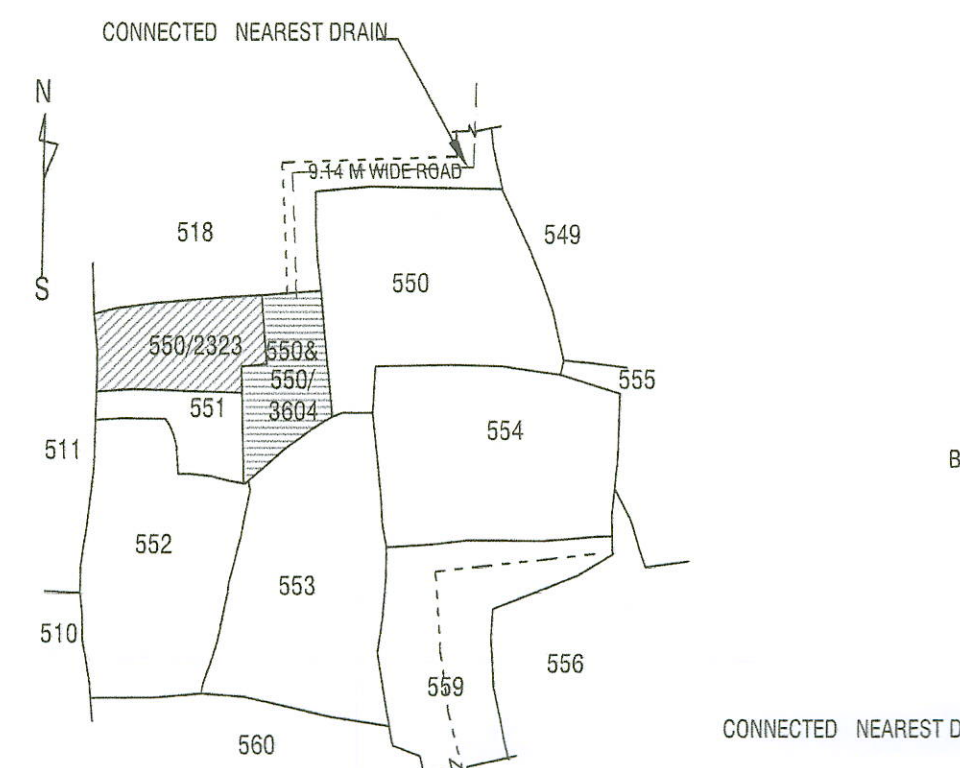 CONNECTED NEAREST DRAIN
N
S
9.14 M WIDE ROAD
518
549
550
550/2323
550&
550/
3604
555
551
554
511
B
552
553
510
559
556
CONNECTED NEAREST D
560